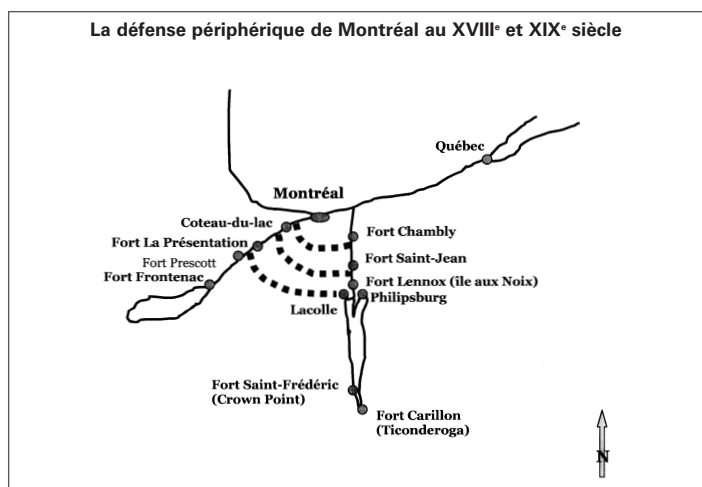 La défense périphérique de Montréal au XVIIIᵉ et XIXᵉ siècle
Québec
Montréal
Coteau-du-lac
Fort Chambly
Fort La Présentation
Fort Prescott
Fort Saint-Jean
Fort Frontenac
Fort Lennox (île aux Noix)
Philipsburg
Lacolle
Fort Saint-Frédéric
(Crown Point)
Fort Carillon
(Ticonderoga)
N